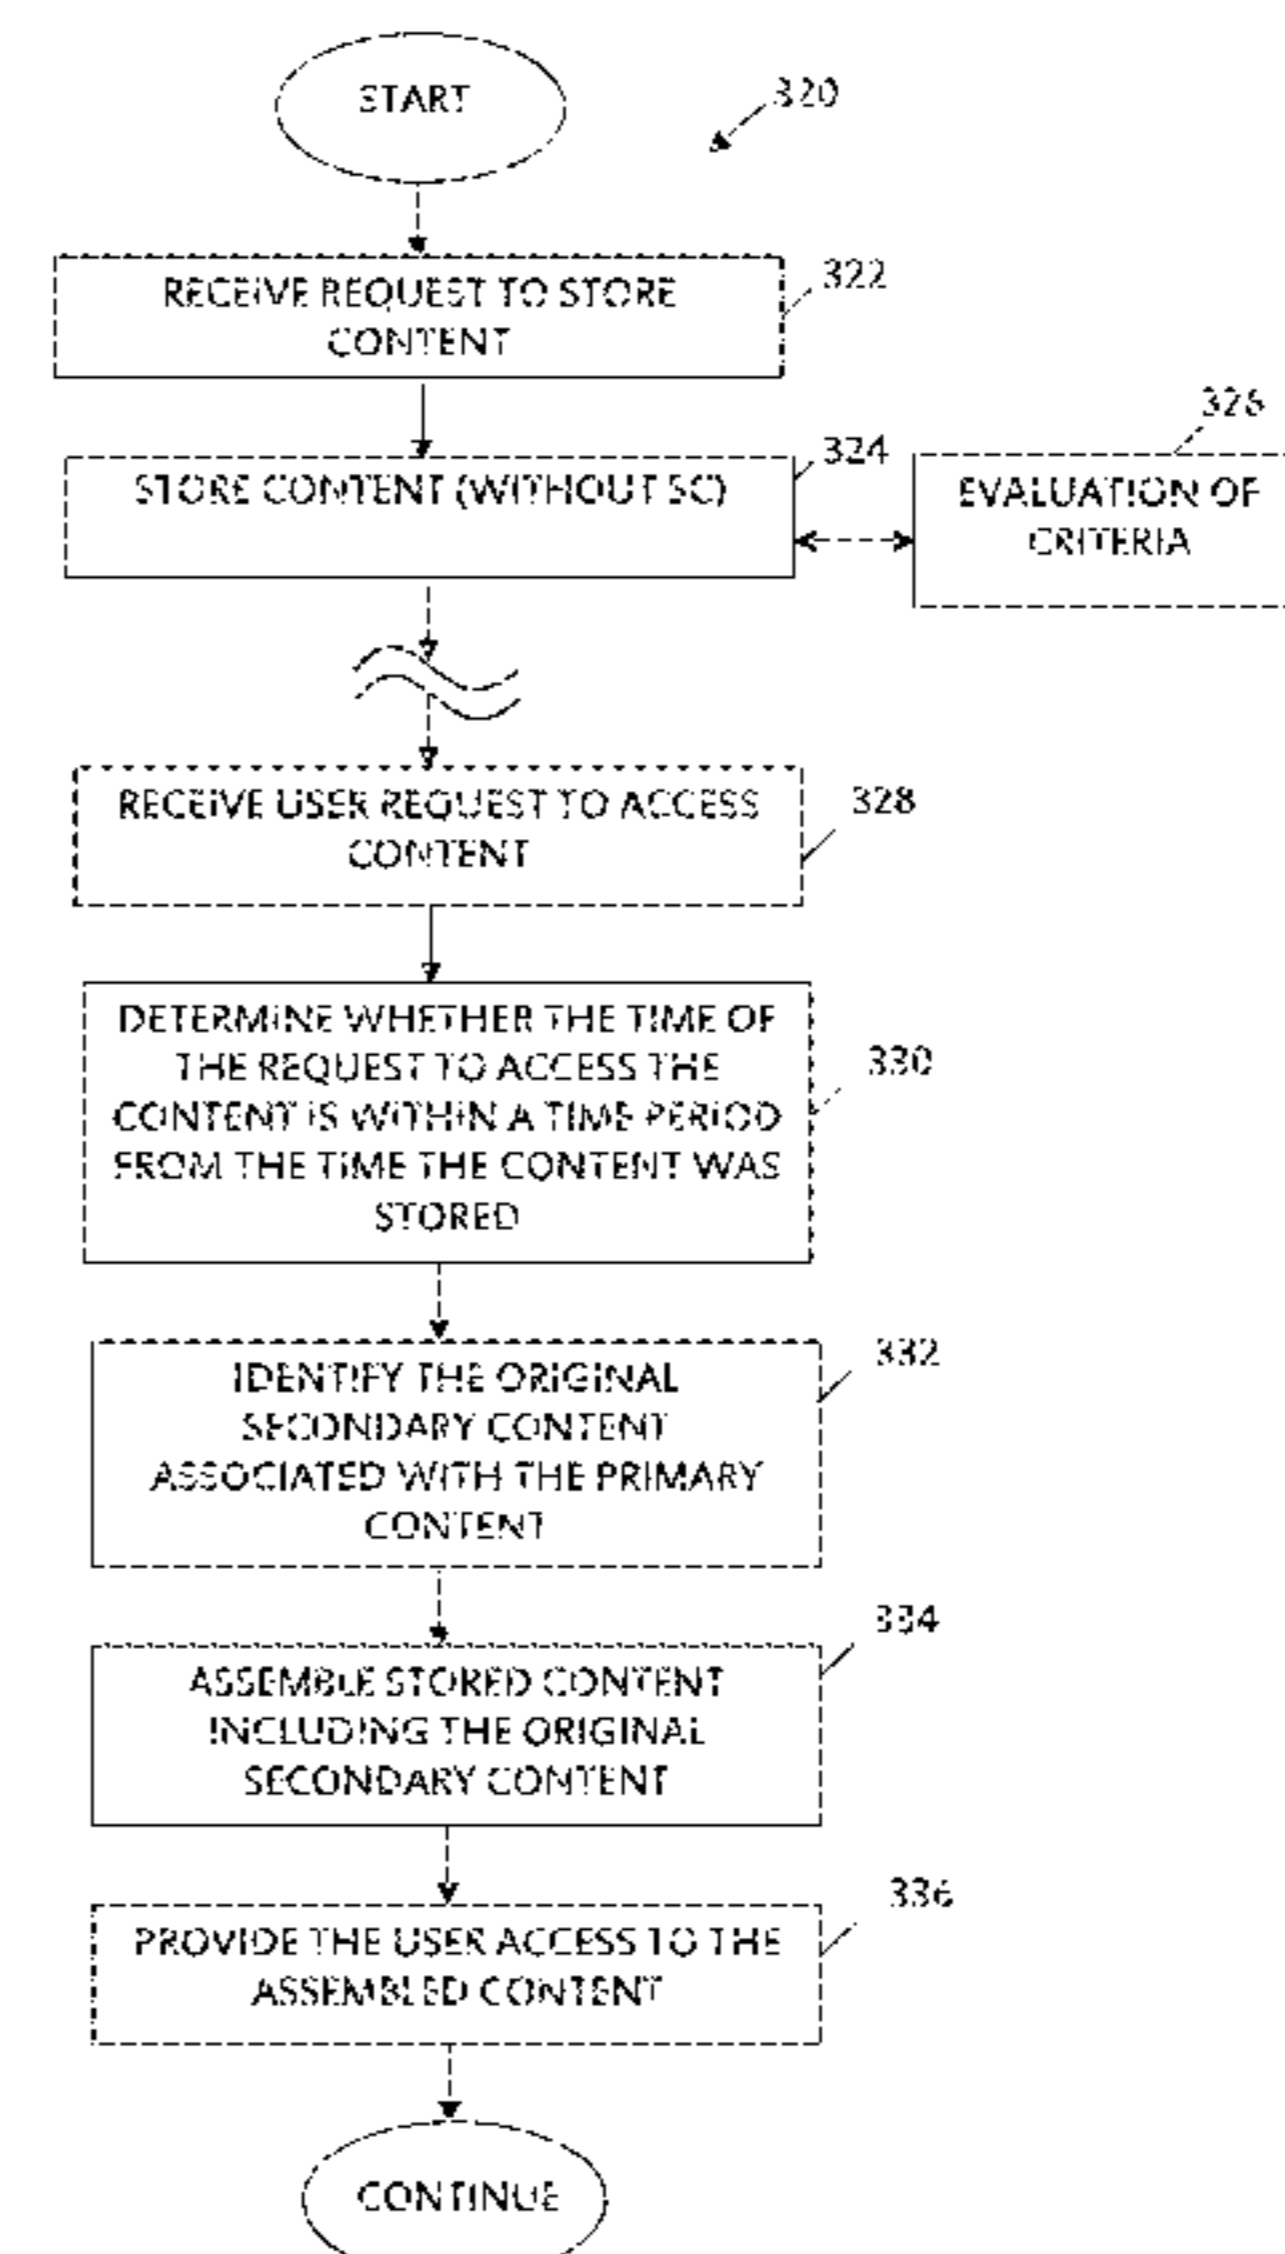 START
320
RECEIVE REQUEST TO STORE
CONTENT
322
STORE CONTENT (WITHOUT SC)
324
326
EVALUATION OF
CRITERIA
RECEIVE USER REQUEST TO ACCESS
CONTENT
328
DETERMINE WHETHER THE TIME OF
THE REQUEST TO ACCESS THE
CONTENT IS WITHIN A TIME PERIOD
FROM THE TIME THE CONTENT WAS
STORED
330
IDENTIFY THE ORIGINAL
SECONDARY CONTENT
ASSOCIATED WITH THE PRIMARY
CONTENT
332
ASSEMBLE STORED CONTENT
INCLUDING THE ORIGINAL
SECONDARY CONTENT
334
PROVIDE THE USER ACCESS TO THE
ASSEMBLED CONTENT
336
CONTINUE